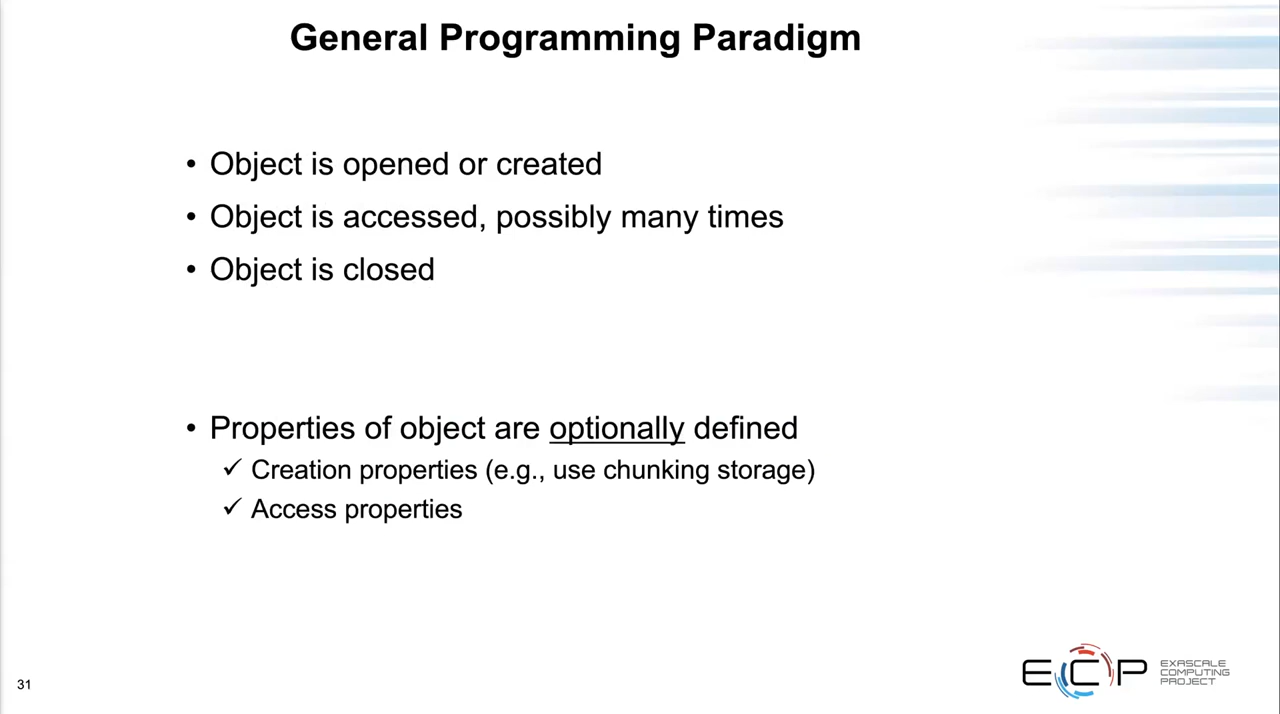 General Programming Paradigm
• Object is opened or created
• Object is accessed, possibly many times
• Object is closed
• Properties of object are optionally defined
✓ Creation properties (e.g., use chunking storage)
✓ Access properties
31
ECP
EXASCALE
COMPUTING
PROJECT